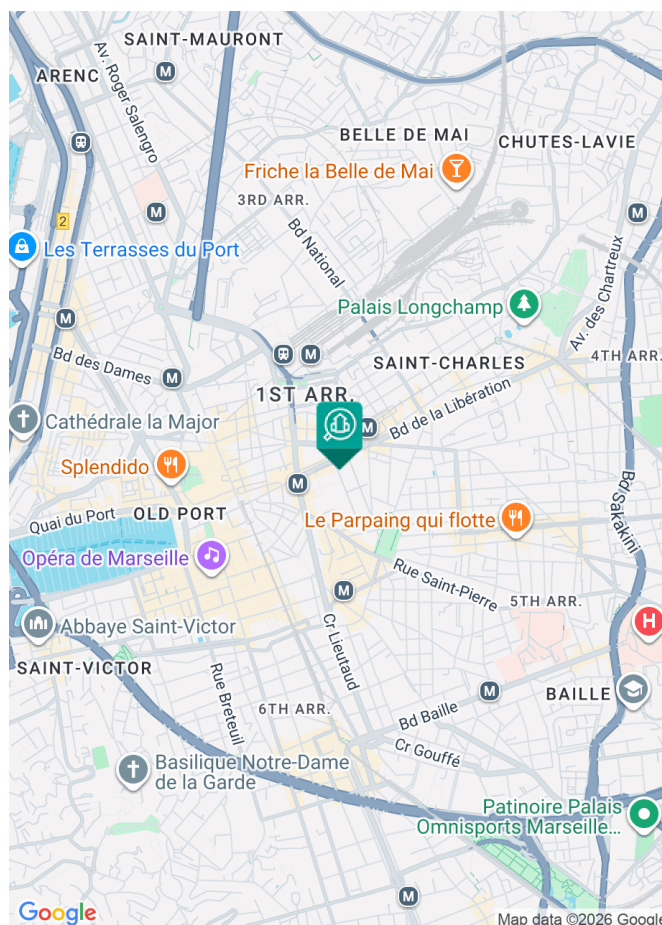 SAINT-MAURONT
ARENC
M
Av. Roger Salengro
BELLE DE MAI
CHUTES-LAVIE
Friche la Belle de Mai
3RD ARR.
M
M
2
Bd National
Les Terrasses du Port
Av. des Chartreux
Palais Longchamp
M
Bd des Dames
M
M
SAINT-CHARLES
4TH ARR.
1ST ARR.
Cathédrale la Major
M
Bd de la Libération
Splendido
M
Bd Sakakini
Quai du Port
OLD PORT
Le Parpaing qui flotte
Opéra de Marseille
Rue Saint-Pierre
M
5TH ARR.
Abbaye Saint-Victor
H
Cr Lieutaud
SAINT-VICTOR
Rue Breteuil
M
BAILLE
6TH ARR.
Bd Baille
Cr Gouffé
Basilique Notre-Dame
de la Garde
Patinoire Palais
Omnisports Marseille...
M
Google
Map data ©2026 Google